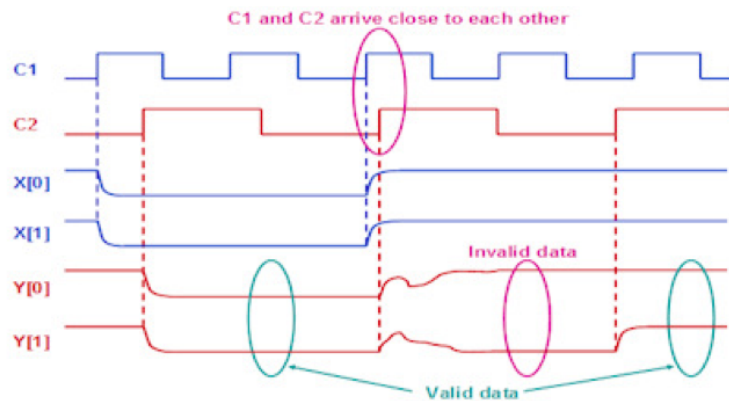 C1 and C2 arrive close to each other
C1
C2
X[0]
X[1]
Invalid data
Y[0]
Y[1]
Valid data